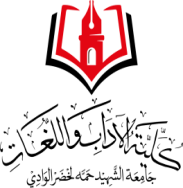 كلية الآداب واللغات
جامعة الشهيد حمه لخضر الوادي